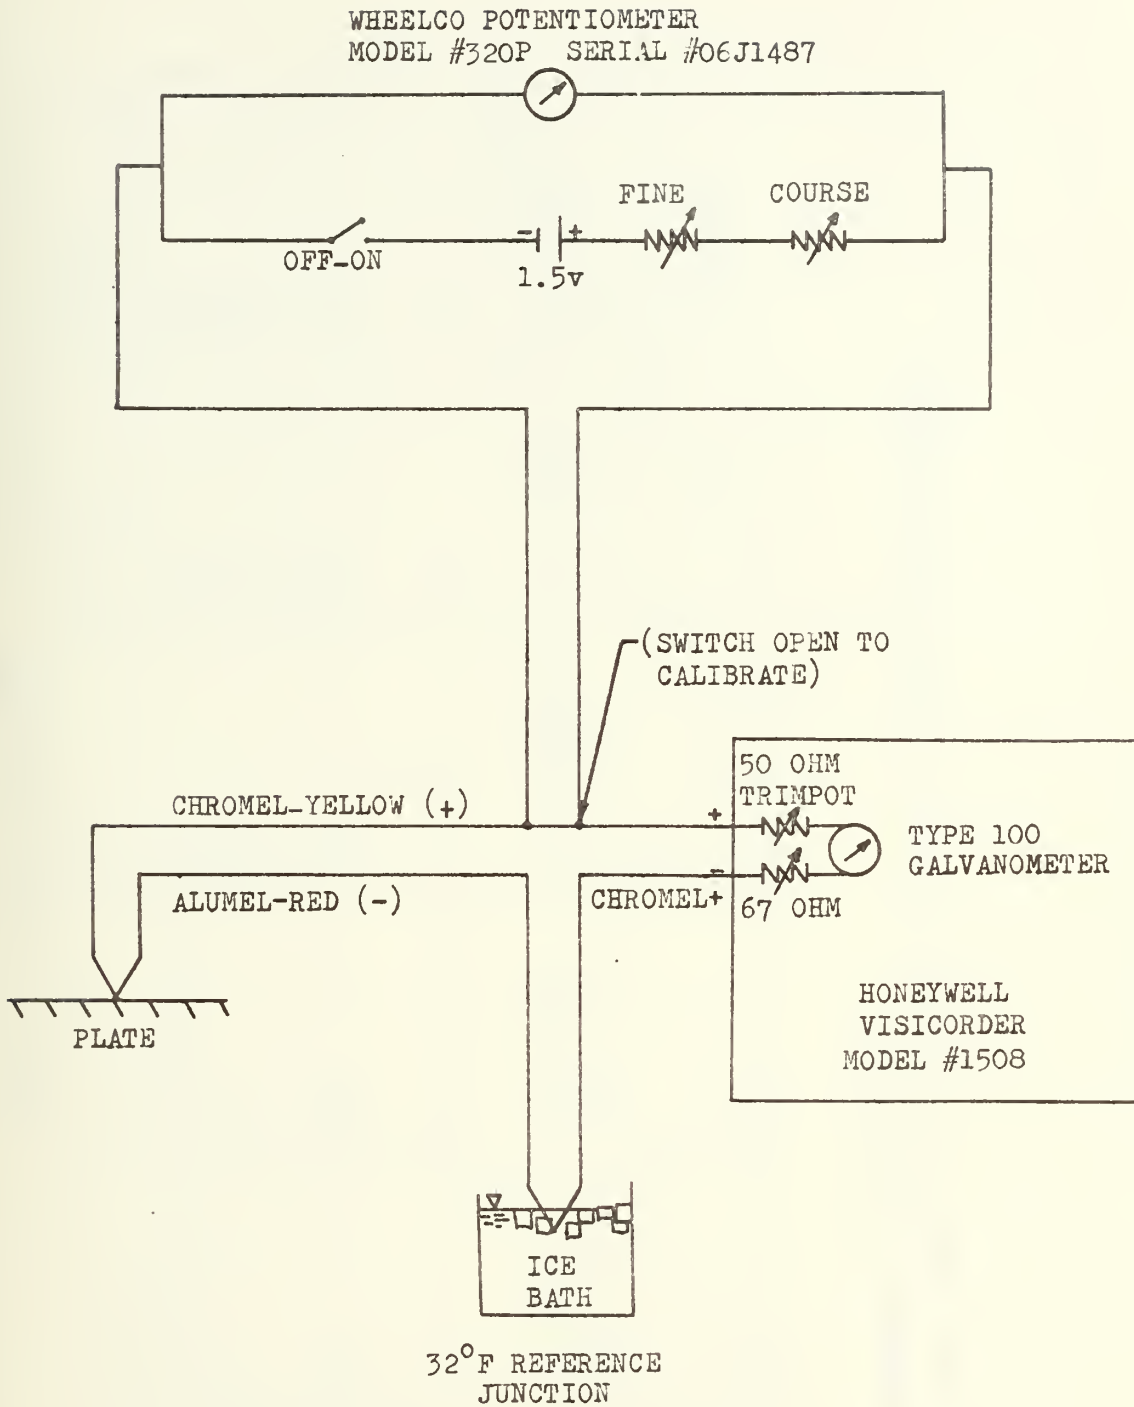 WHEELCO POTENTIOMETER
MODEL #320P SERIAL #06J1487
FINE
COURSE
- +
OFF-ON
1.5v
(SWITCH OPEN TO
CALIBRATE)
50 OHM
TRIMPOT
CHROMEL-YELLOW (+)
+
TYPE 100
GALVANOMETER
-
ALUMEL-RED (-)
CHROMEL+
67 OHM
HONEYWELL
VISICORDER
MODEL #1508
PLATE
ICE
BATH
32°F REFERENCE
JUNCTION